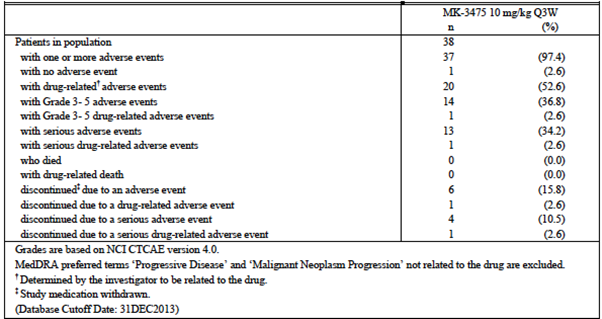 MK-3475 10 mg/kg Q3W
n (%)
Patients in population 38
with one or more adverse events 37 (97.4)
with no adverse event 1 (2.6)
with drug-related† adverse events 20 (52.6)
with Grade 3- 5 adverse events 14 (36.8)
with Grade 3- 5 drug-related adverse events 1 (2.6)
with serious adverse events 13 (34.2)
with serious drug-related adverse events 1 (2.6)
who died 0 (0.0)
with drug-related death 0 (0.0)
discontinued‡ due to an adverse event 6 (15.8)
discontinued due to a drug-related adverse event 1 (2.6)
discontinued due to a serious adverse event 4 (10.5)
discontinued due to a serious drug-related adverse event 1 (2.6)
Grades are based on NCI CTCAE version 4.0.
MedDRA preferred terms ‘Progressive Disease’ and ‘Malignant Neoplasm Progression’ not related to the drug are excluded.
† Determined by the investigator to be related to the drug.
‡ Study medication withdrawn.
(Database Cutoff Date: 31DEC2013)